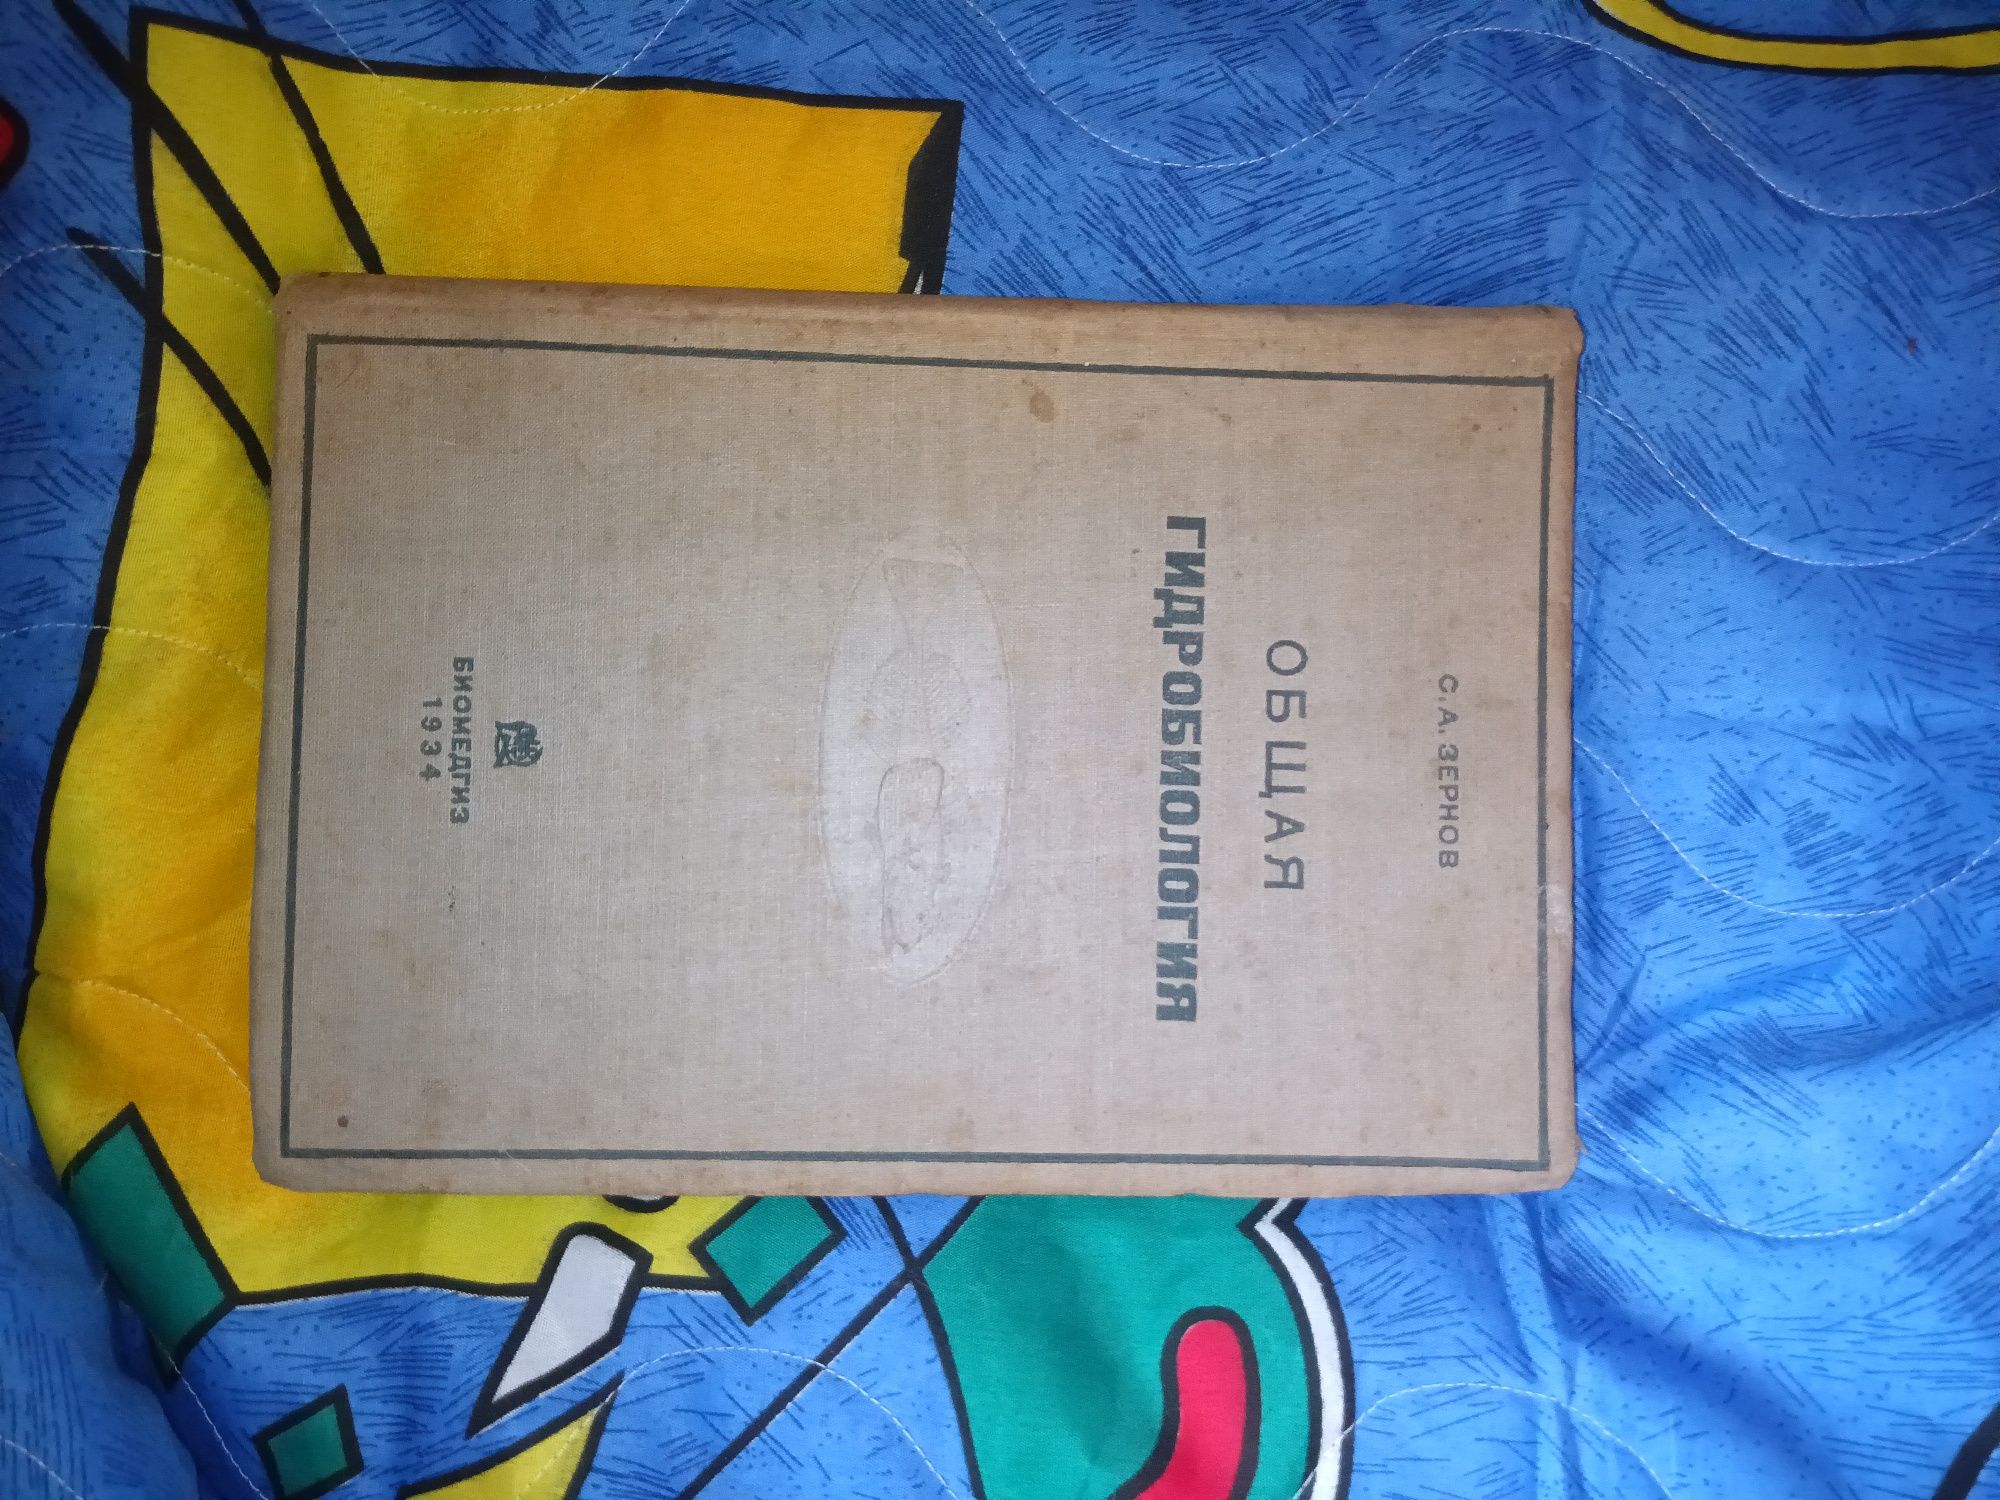 С. А. ЗЕРНОВ
ОБЩАЯ
ГИДРОБИОЛОГИЯ
БИОМЕДГИЗ
1934